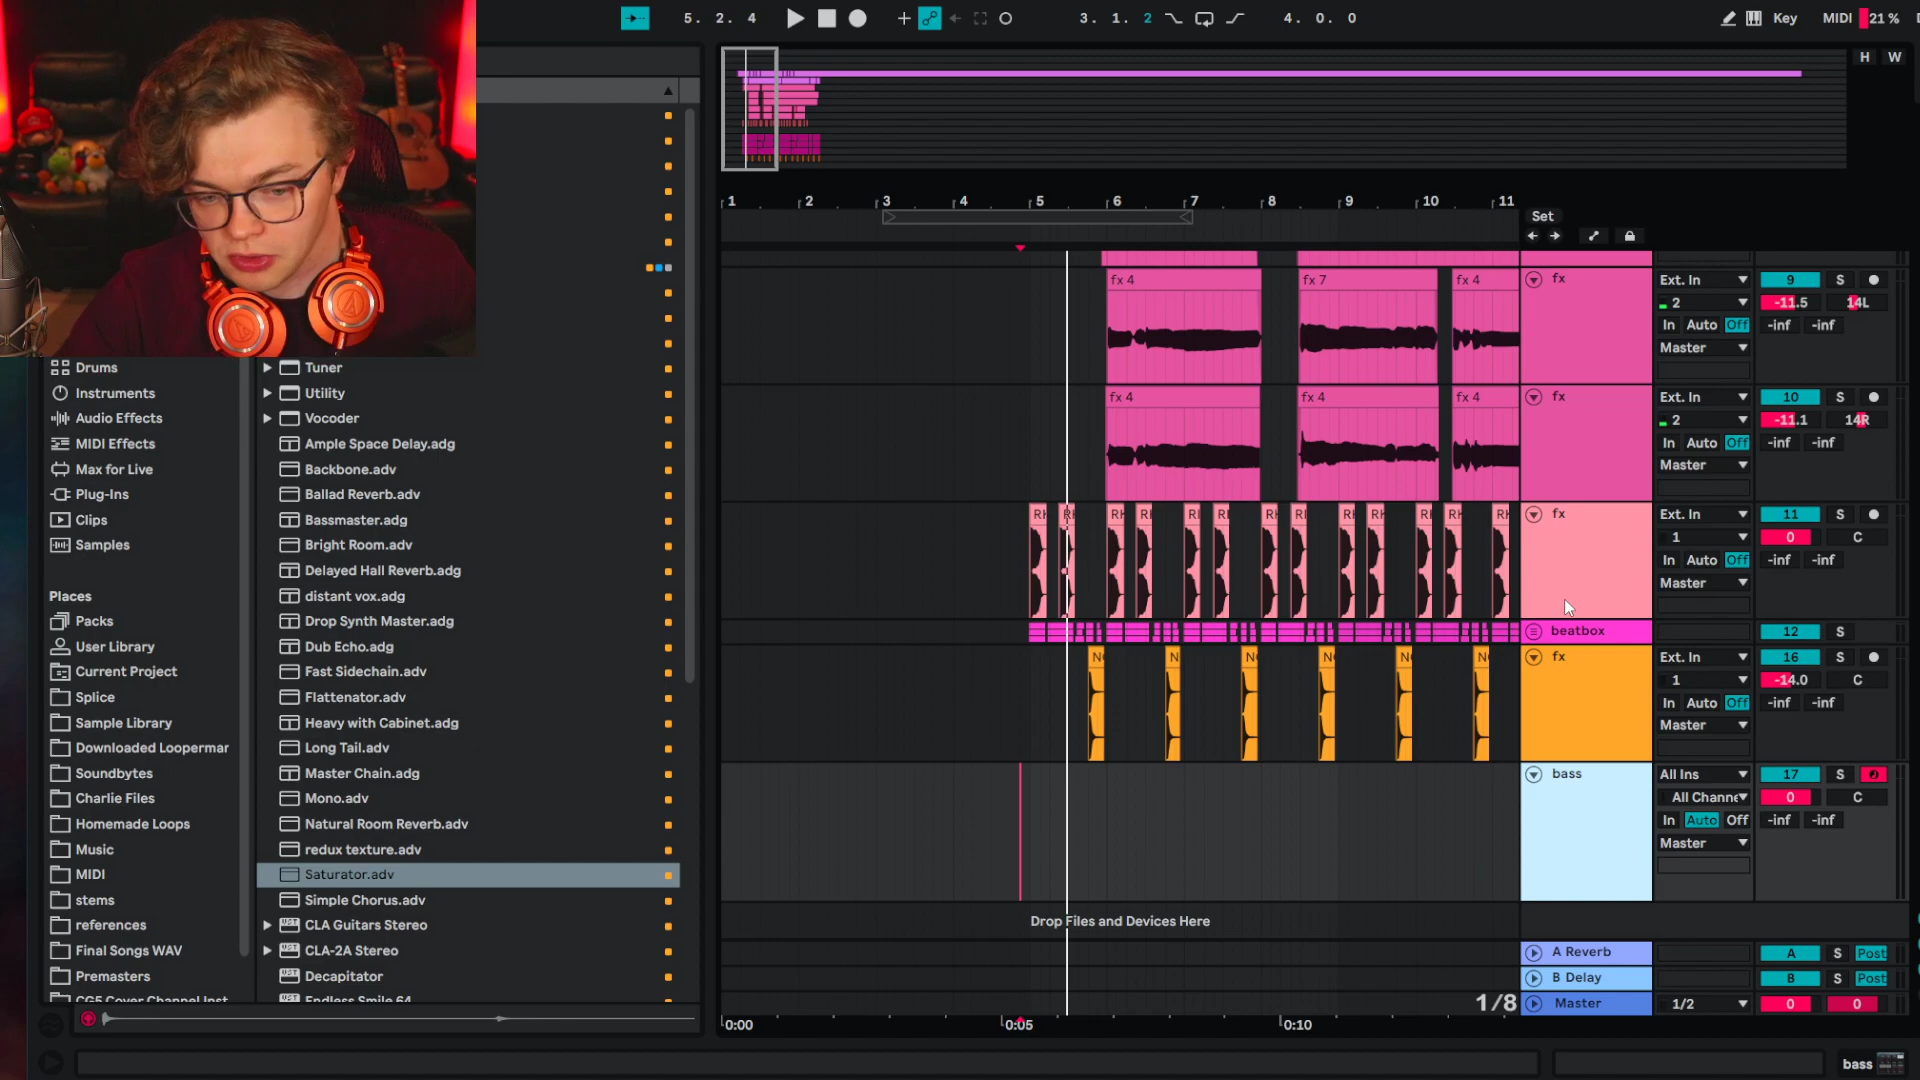 5. 2. 4
3. 1. 2
4. 0. 0
Key
MIDI
21 %
H W
1 2 3 4 5 6 7 8 9 10 11
Set
fx 4
fx 7
fx 4
fx
Ext. In
9
S
2
-11.5
14L
In Auto Off
-inf -inf
Master
fx 4
fx 4
fx 4
fx
Ext. In
10
S
2
-11.1
14R
In Auto Off
-inf -inf
Master
fx
Ext. In
11
S
1
0
C
In Auto Off
-inf -inf
Master
beatbox
12
S
fx
Ext. In
16
S
1
-14.0
C
In Auto Off
-inf -inf
Master
bass
All Ins
17
S
All Channe
0
C
In Auto Off
-inf -inf
Master
Drop Files and Devices Here
A Reverb
A
S
Post
B Delay
B
S
Post
1/8
Master
1/2
0
0
0:00
0:05
0:10
Drums
Instruments
Audio Effects
MIDI Effects
Max for Live
Plug-Ins
Clips
Samples
Places
Packs
User Library
Current Project
Splice
Sample Library
Downloaded Loopermar
Soundbytes
Charlie Files
Homemade Loops
Music
MIDI
stems
references
Final Songs WAV
Premasters
CG5 Cover Channel Inst
Tuner
Utility
Vocoder
Ample Space Delay.adg
Backbone.adv
Ballad Reverb.adv
Bassmaster.adg
Bright Room.adv
Delayed Hall Reverb.adg
distant vox.adg
Drop Synth Master.adg
Dub Echo.adg
Fast Sidechain.adv
Flattenator.adv
Heavy with Cabinet.adg
Long Tail.adv
Master Chain.adg
Mono.adv
Natural Room Reverb.adv
redux texture.adv
Saturator.adv
Simple Chorus.adv
CLA Guitars Stereo
CLA-2A Stereo
Decapitator
Endless Smile 64
bass